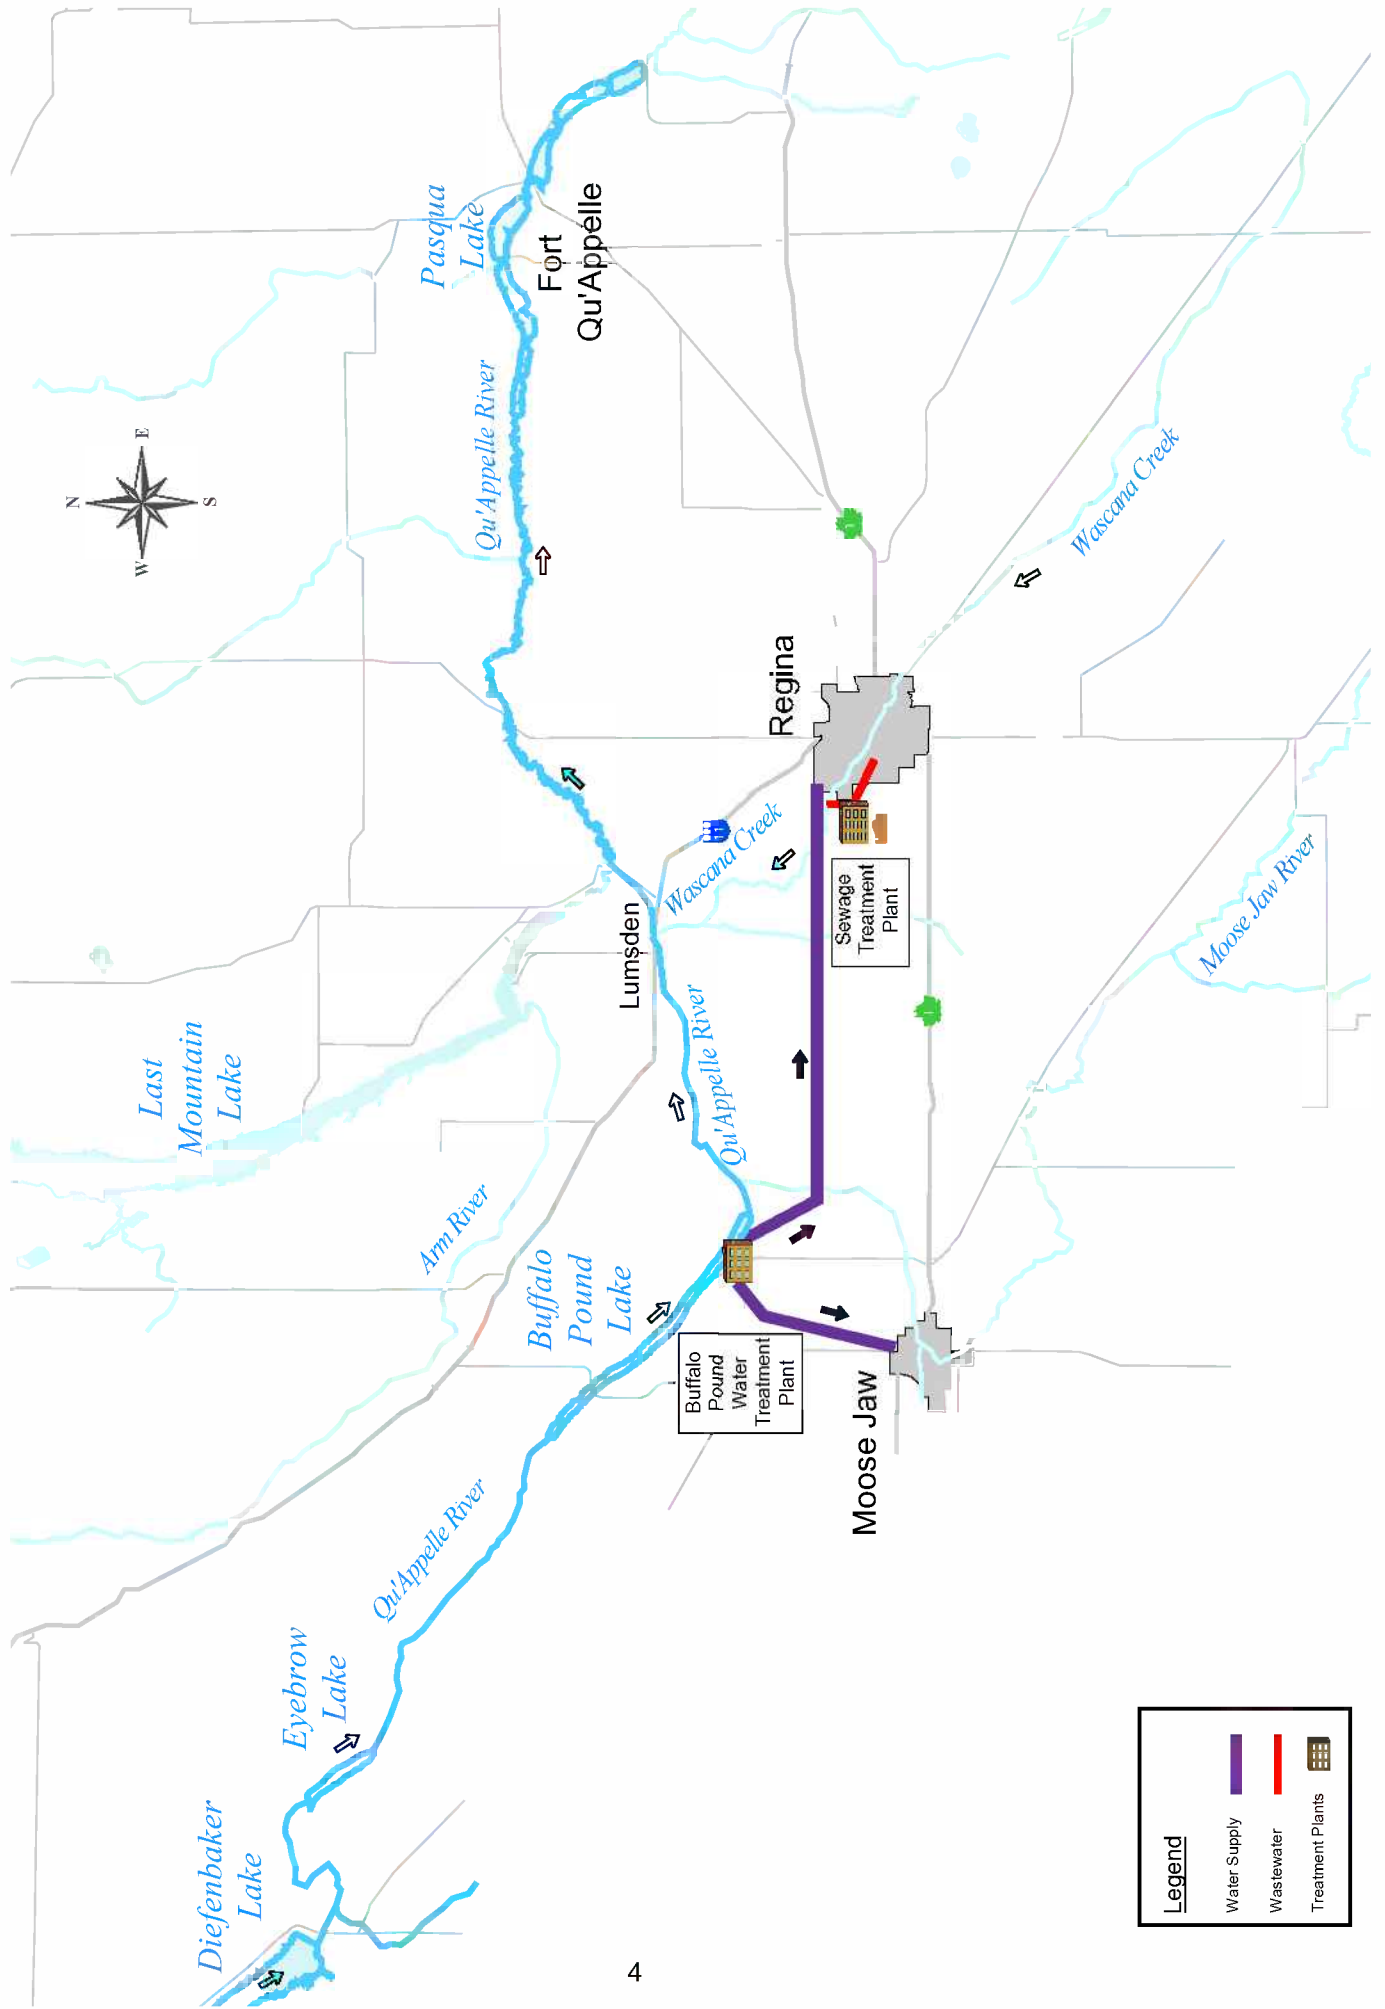 N
W
E
S
Diefenbaker
Lake
Eyebrow
Lake
Qu'Appelle River
Last
Mountain
Lake
Arm River
Buffalo
Pound
Lake
Buffalo
Pound
Water
Treatment
Plant
Moose Jaw
Qu'Appelle River
Lumsden
Wascana Creek
Regina
Sewage
Treatment
Plant
Moose Jaw River
Wascana Creek
Qu'Appelle River
Pasqua
Lake
Fort
Qu'Appelle
Legend
Water Supply
Wastewater
Treatment Plants
4